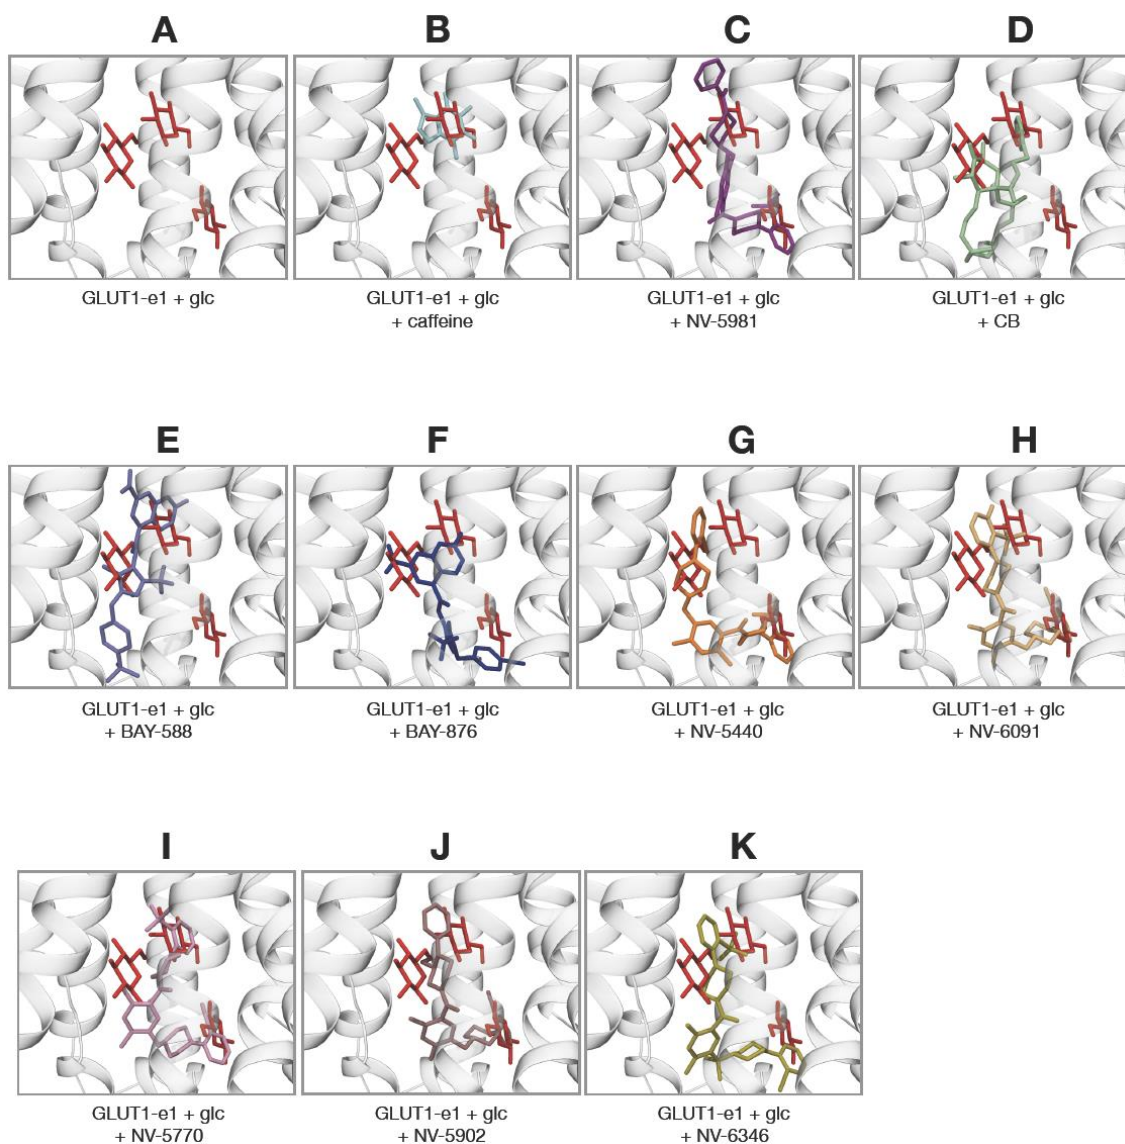 A
B
C
D
GLUT1-e1 + glc
GLUT1-e1 + glc
+ caffeine
GLUT1-e1 + glc
+ NV-5981
GLUT1-e1 + glc
+ CB
E
F
G
H
GLUT1-e1 + glc
+ BAY-588
GLUT1-e1 + glc
+ BAY-876
GLUT1-e1 + glc
+ NV-5440
GLUT1-e1 + glc
+ NV-6091
I
J
K
GLUT1-e1 + glc
+ NV-5770
GLUT1-e1 + glc
+ NV-5902
GLUT1-e1 + glc
+ NV-6346